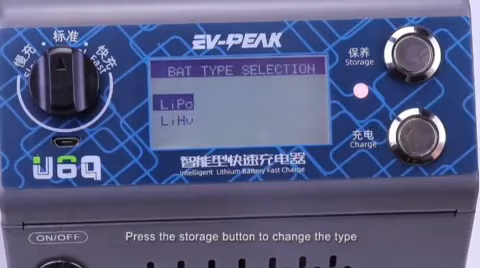 标准
慢充
快充
Slow
Fast
EV-PEAK
BAT TYPE SELECTION
LiPo
LiHv
保养
Storage
充电
Charge
U6Q
智能型快速充电器
Intelligent Lithium Battery Fast Charge
ON/OFF
Press the storage button to change the type